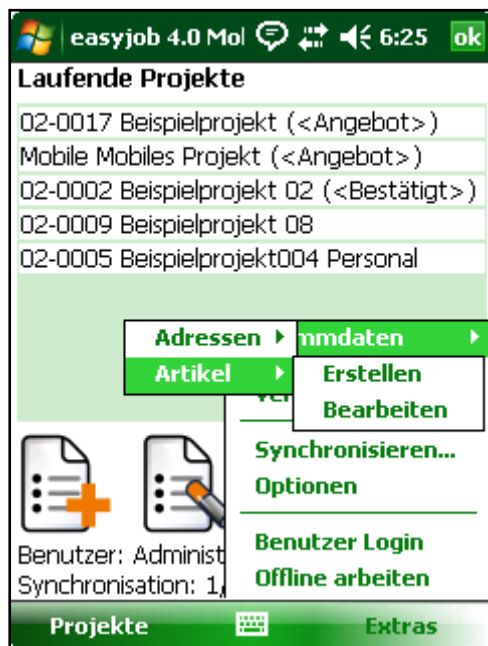 easyjob 4.0 Mol 6:25 ok
Laufende Projekte
02-0017 Beispielprojekt (<Angebot>)
Mobile Mobiles Projekt (<Angebot>)
02-0002 Beispielprojekt 02 (<Bestätigt>)
02-0009 Beispielprojekt 08
02-0005 Beispielprojekt004 Personal
Adressen mmdaten
Artikel Erstellen
Bearbeiten
Synchronisieren...
Optionen
Benutzer Login
Offline arbeiten
Benutzer: Administ
Synchronisation: 1,
Projekte Extras